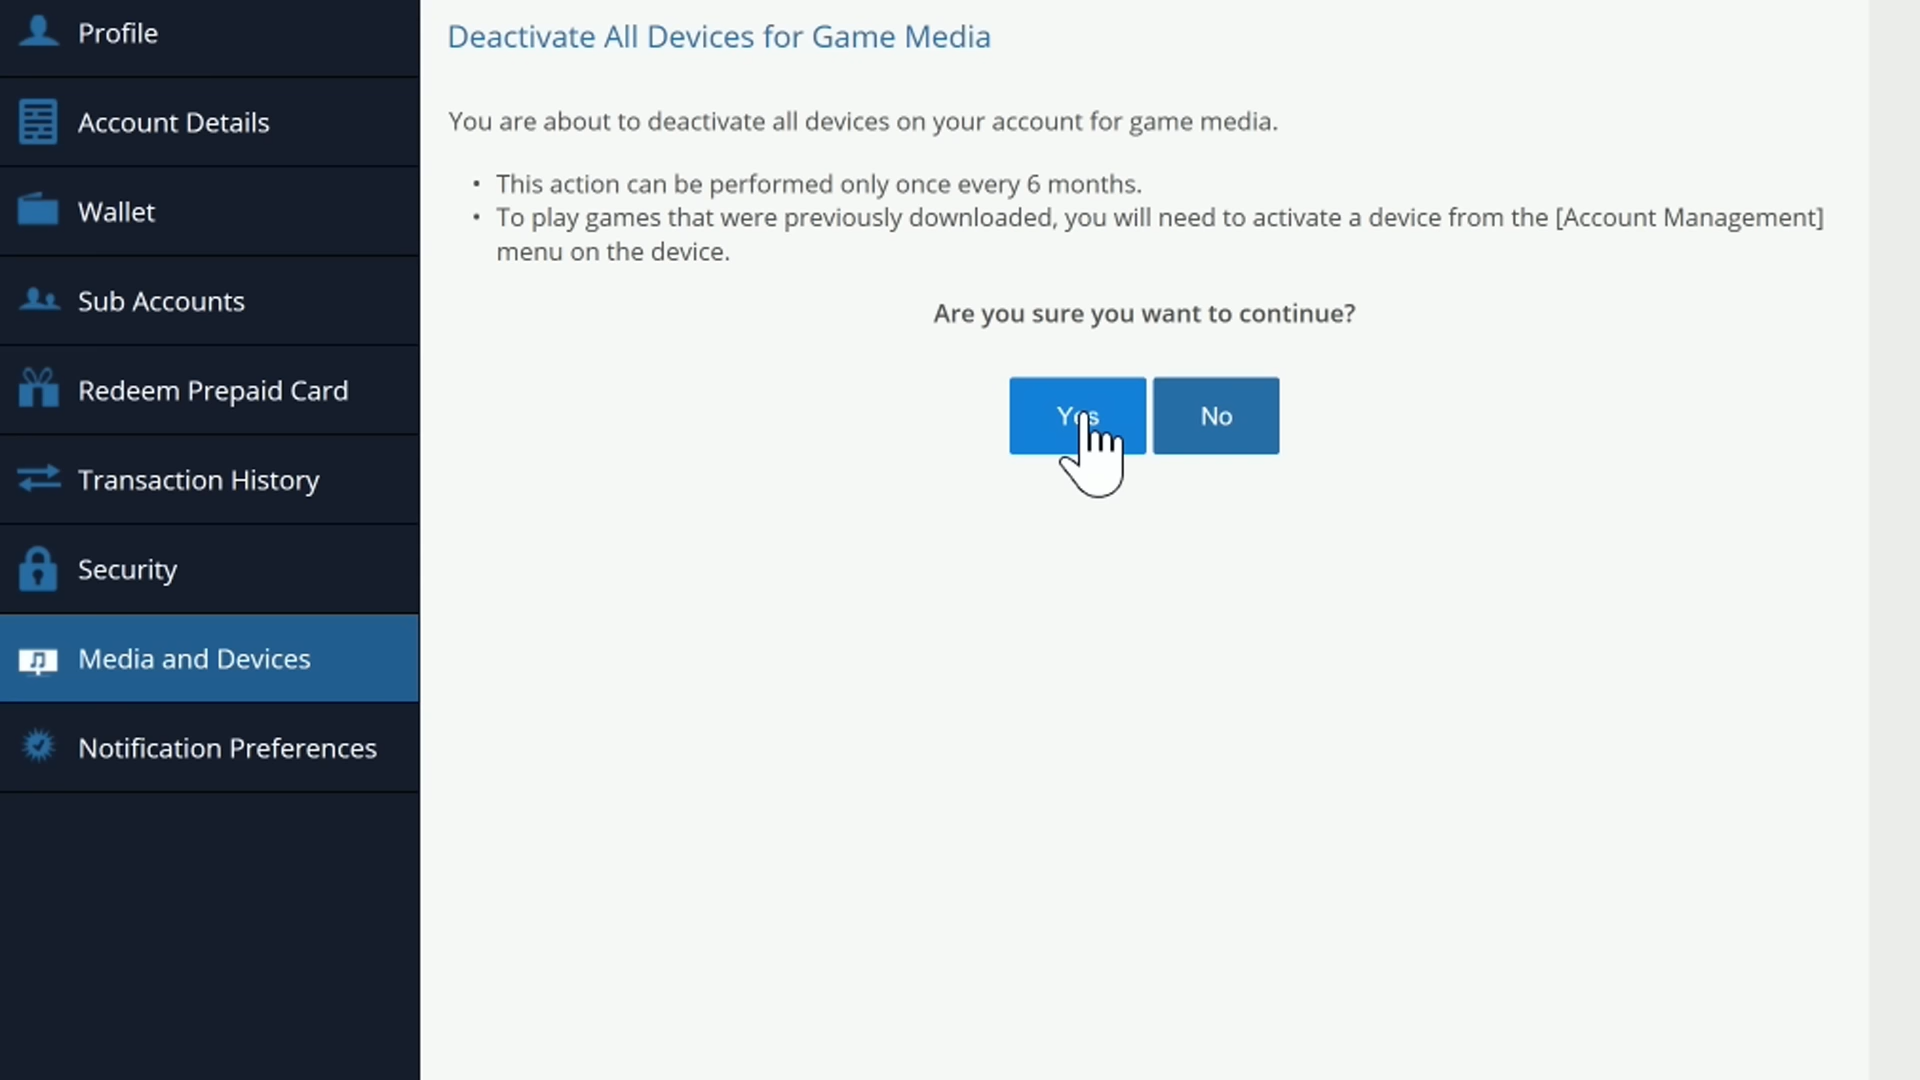 Profile
Account Details
Wallet
Sub Accounts
Redeem Prepaid Card
Transaction History
Security
Media and Devices
Notification Preferences
Deactivate All Devices for Game Media
You are about to deactivate all devices on your account for game media.
• This action can be performed only once every 6 months.
• To play games that were previously downloaded, you will need to activate a device from the [Account Management]
menu on the device.
Are you sure you want to continue?
Yes
No